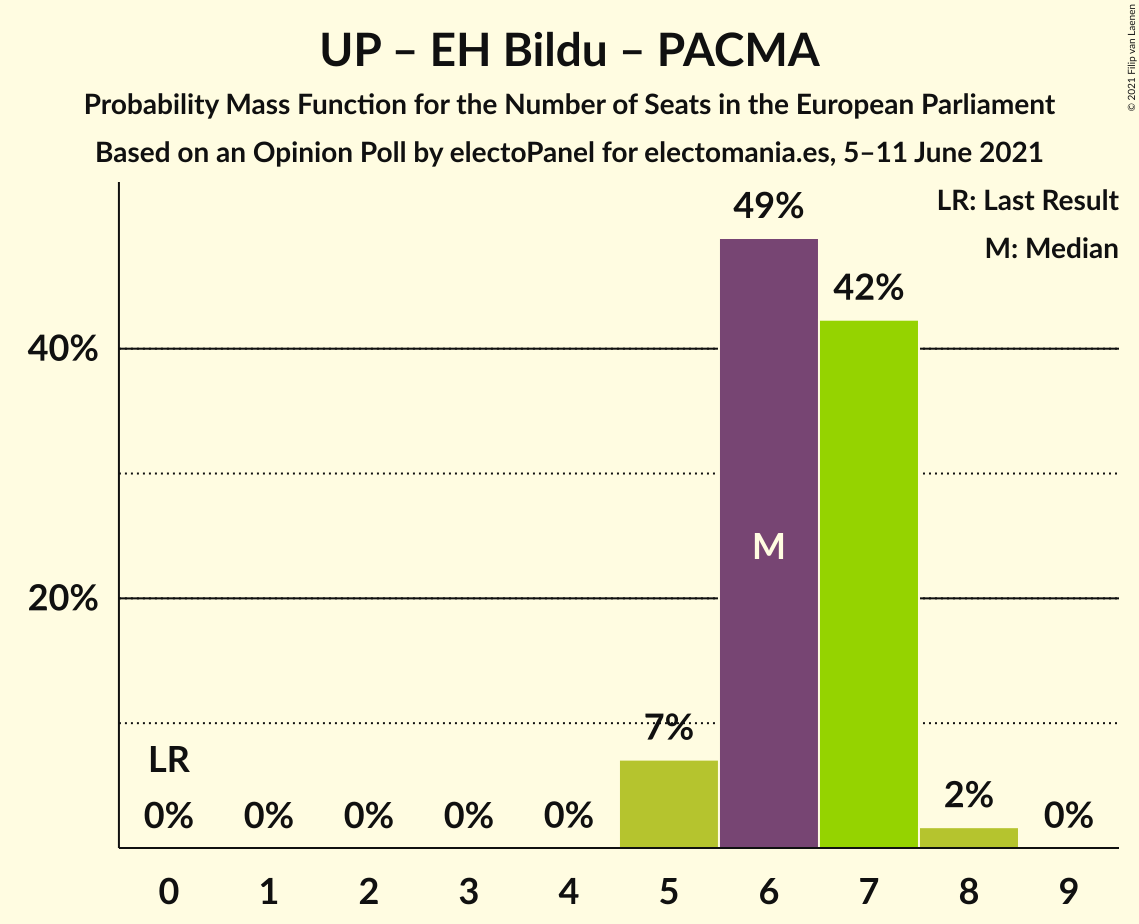 UP – EH Bildu – PACMA
Probability Mass Function for the Number of Seats in the European Parliament
Based on an Opinion Poll by electoPanel for electomania.es, 5–11 June 2021
© 2021 Filip van Laenen
LR: Last Result
M: Median
49%
42%
40%
M
20%
7%
LR
2%
0% 0% 0% 0% 0% 0%
0 1 2 3 4 5 6 7 8 9